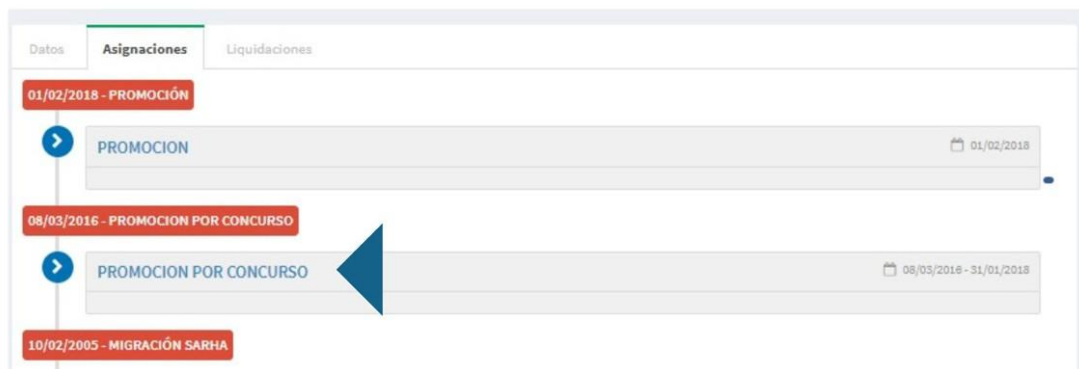 Datos Asignaciones Liquidaciones
01/02/2018 - PROMOCIÓN
PROMOCION 01/02/2018
08/03/2016 - PROMOCION POR CONCURSO
PROMOCION POR CONCURSO 08/03/2016 - 31/01/2018
10/02/2005 - MIGRACIÓN SARHA